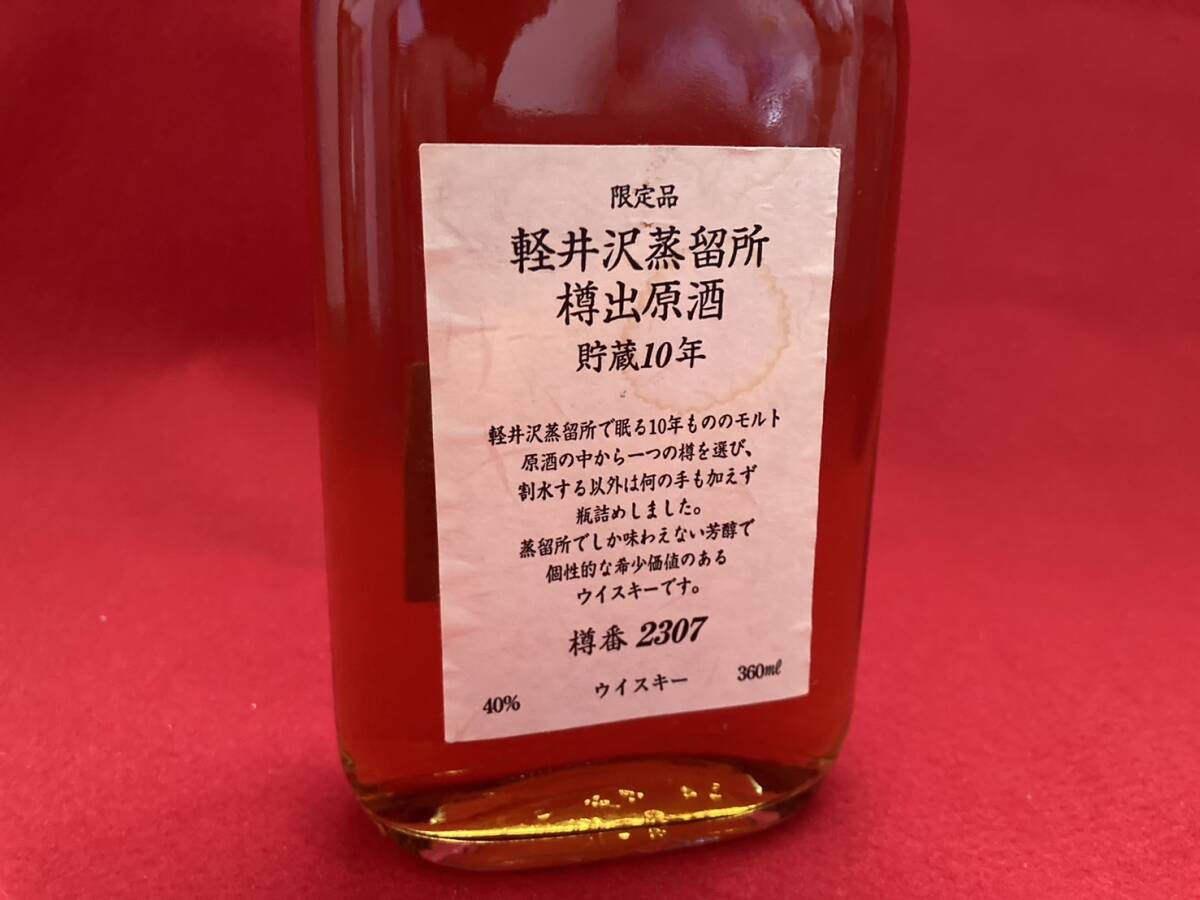 限定品
軽井沢蒸留所
樽出原酒
貯蔵10年
軽井沢蒸留所で眠る10年もののモルト
原酒の中から一つの樽を選び、
割水する以外は何の手も加えず
瓶詰めしました。
蒸留所でしか味わえない芳醇で
個性的な希少価値のある
ウイスキーです。
樽番 2307
40% ウイスキー 360ml